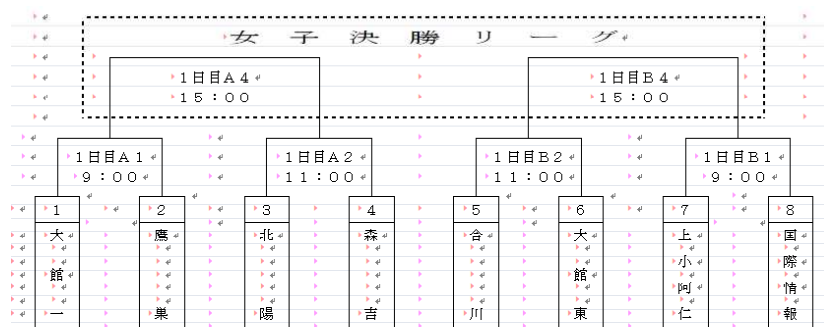 女子決勝リーグ
1日目A4
15:00
1日目B4
15:00
1日目A1
9:00
1日目A2
11:00
1日目B2
11:00
1日目B1
9:00
1
2
3
4
5
6
7
8
大館一
鷹巣
北陽
森吉
合川
大館東
上小阿仁
国際情報